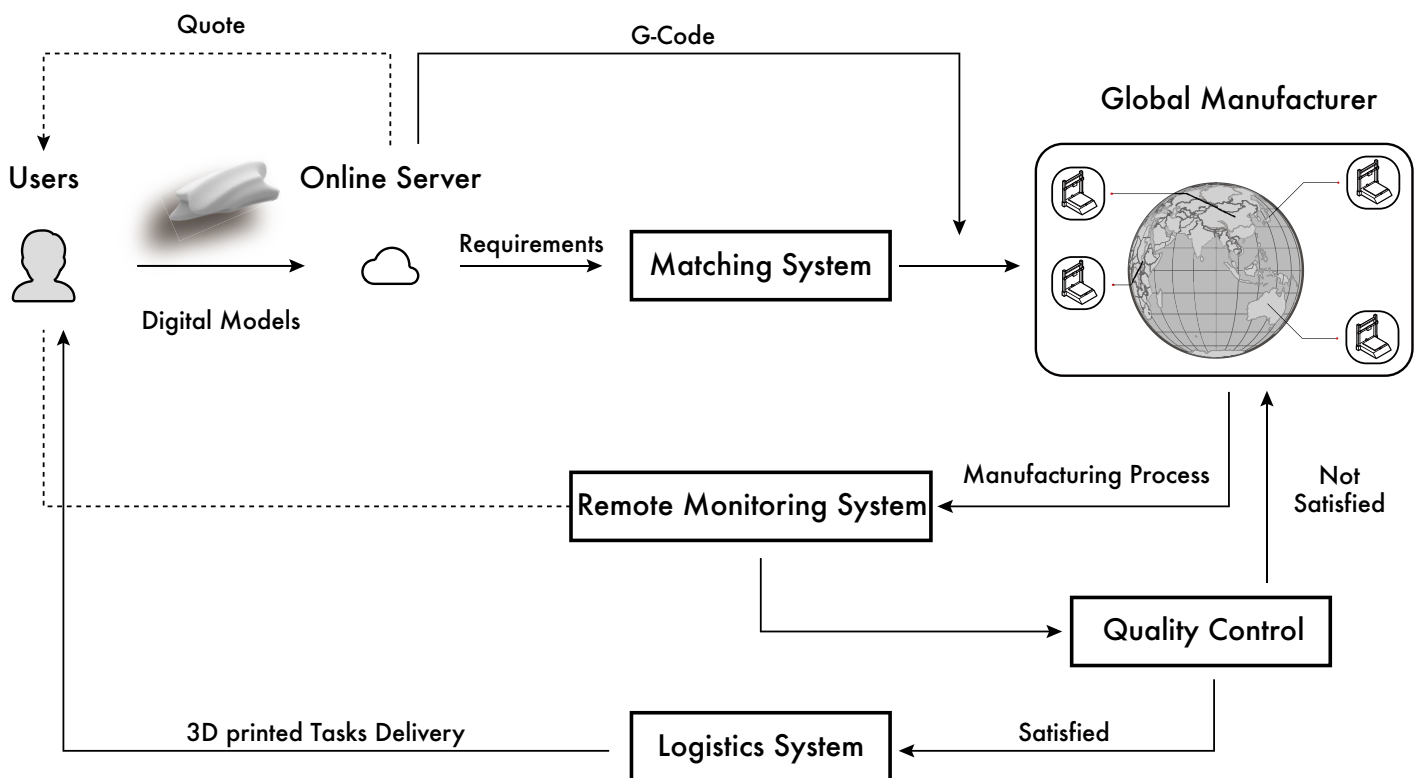 Quote
G-Code
Global Manufacturer
Users
Online Server
Requirements
Matching System
Digital Models
Manufacturing Process
Not
Satisfied
Remote Monitoring System
Quality Control
3D printed Tasks Delivery
Logistics System
Satisfied